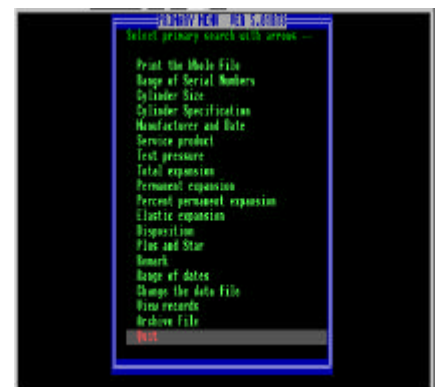 PRIMARY MENU VER
Select primary search with arrows --
Print the Whole File
Range of Serial Numbers
Cylinder Size
Cylinder Specification
Manufacturer and Date
Service product
Test pressure
Total expansion
Permanent expansion
Percent permanent expansion
Elastic expansion
Disposition
Plus and Star
Remark
Range of dates
Change the data file
View records
Archive File
Quit